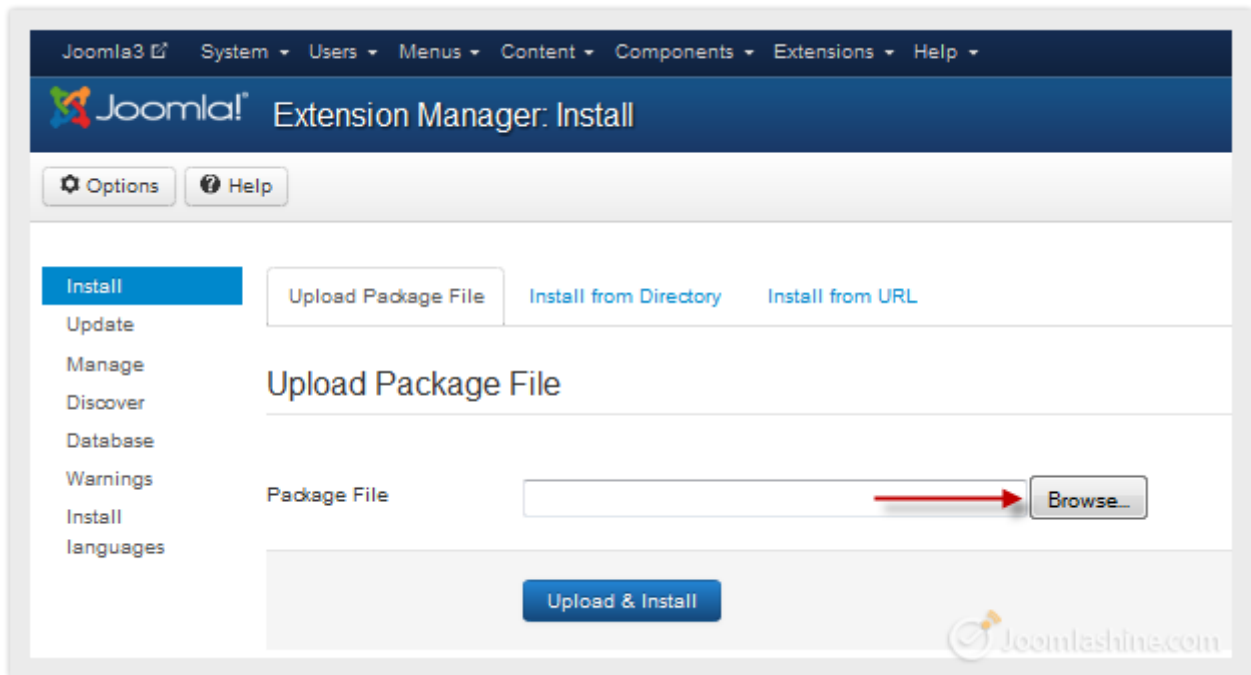 Joomla3 System Users Menus Content Components Extensions Help
Joomla! Extension Manager: Install
Options Help
Install
Update
Manage
Discover
Database
Warnings
Install
languages
Upload Package File Install from Directory Install from URL
Upload Package File
Package File Browse...
Upload & Install
Joomlashine.com